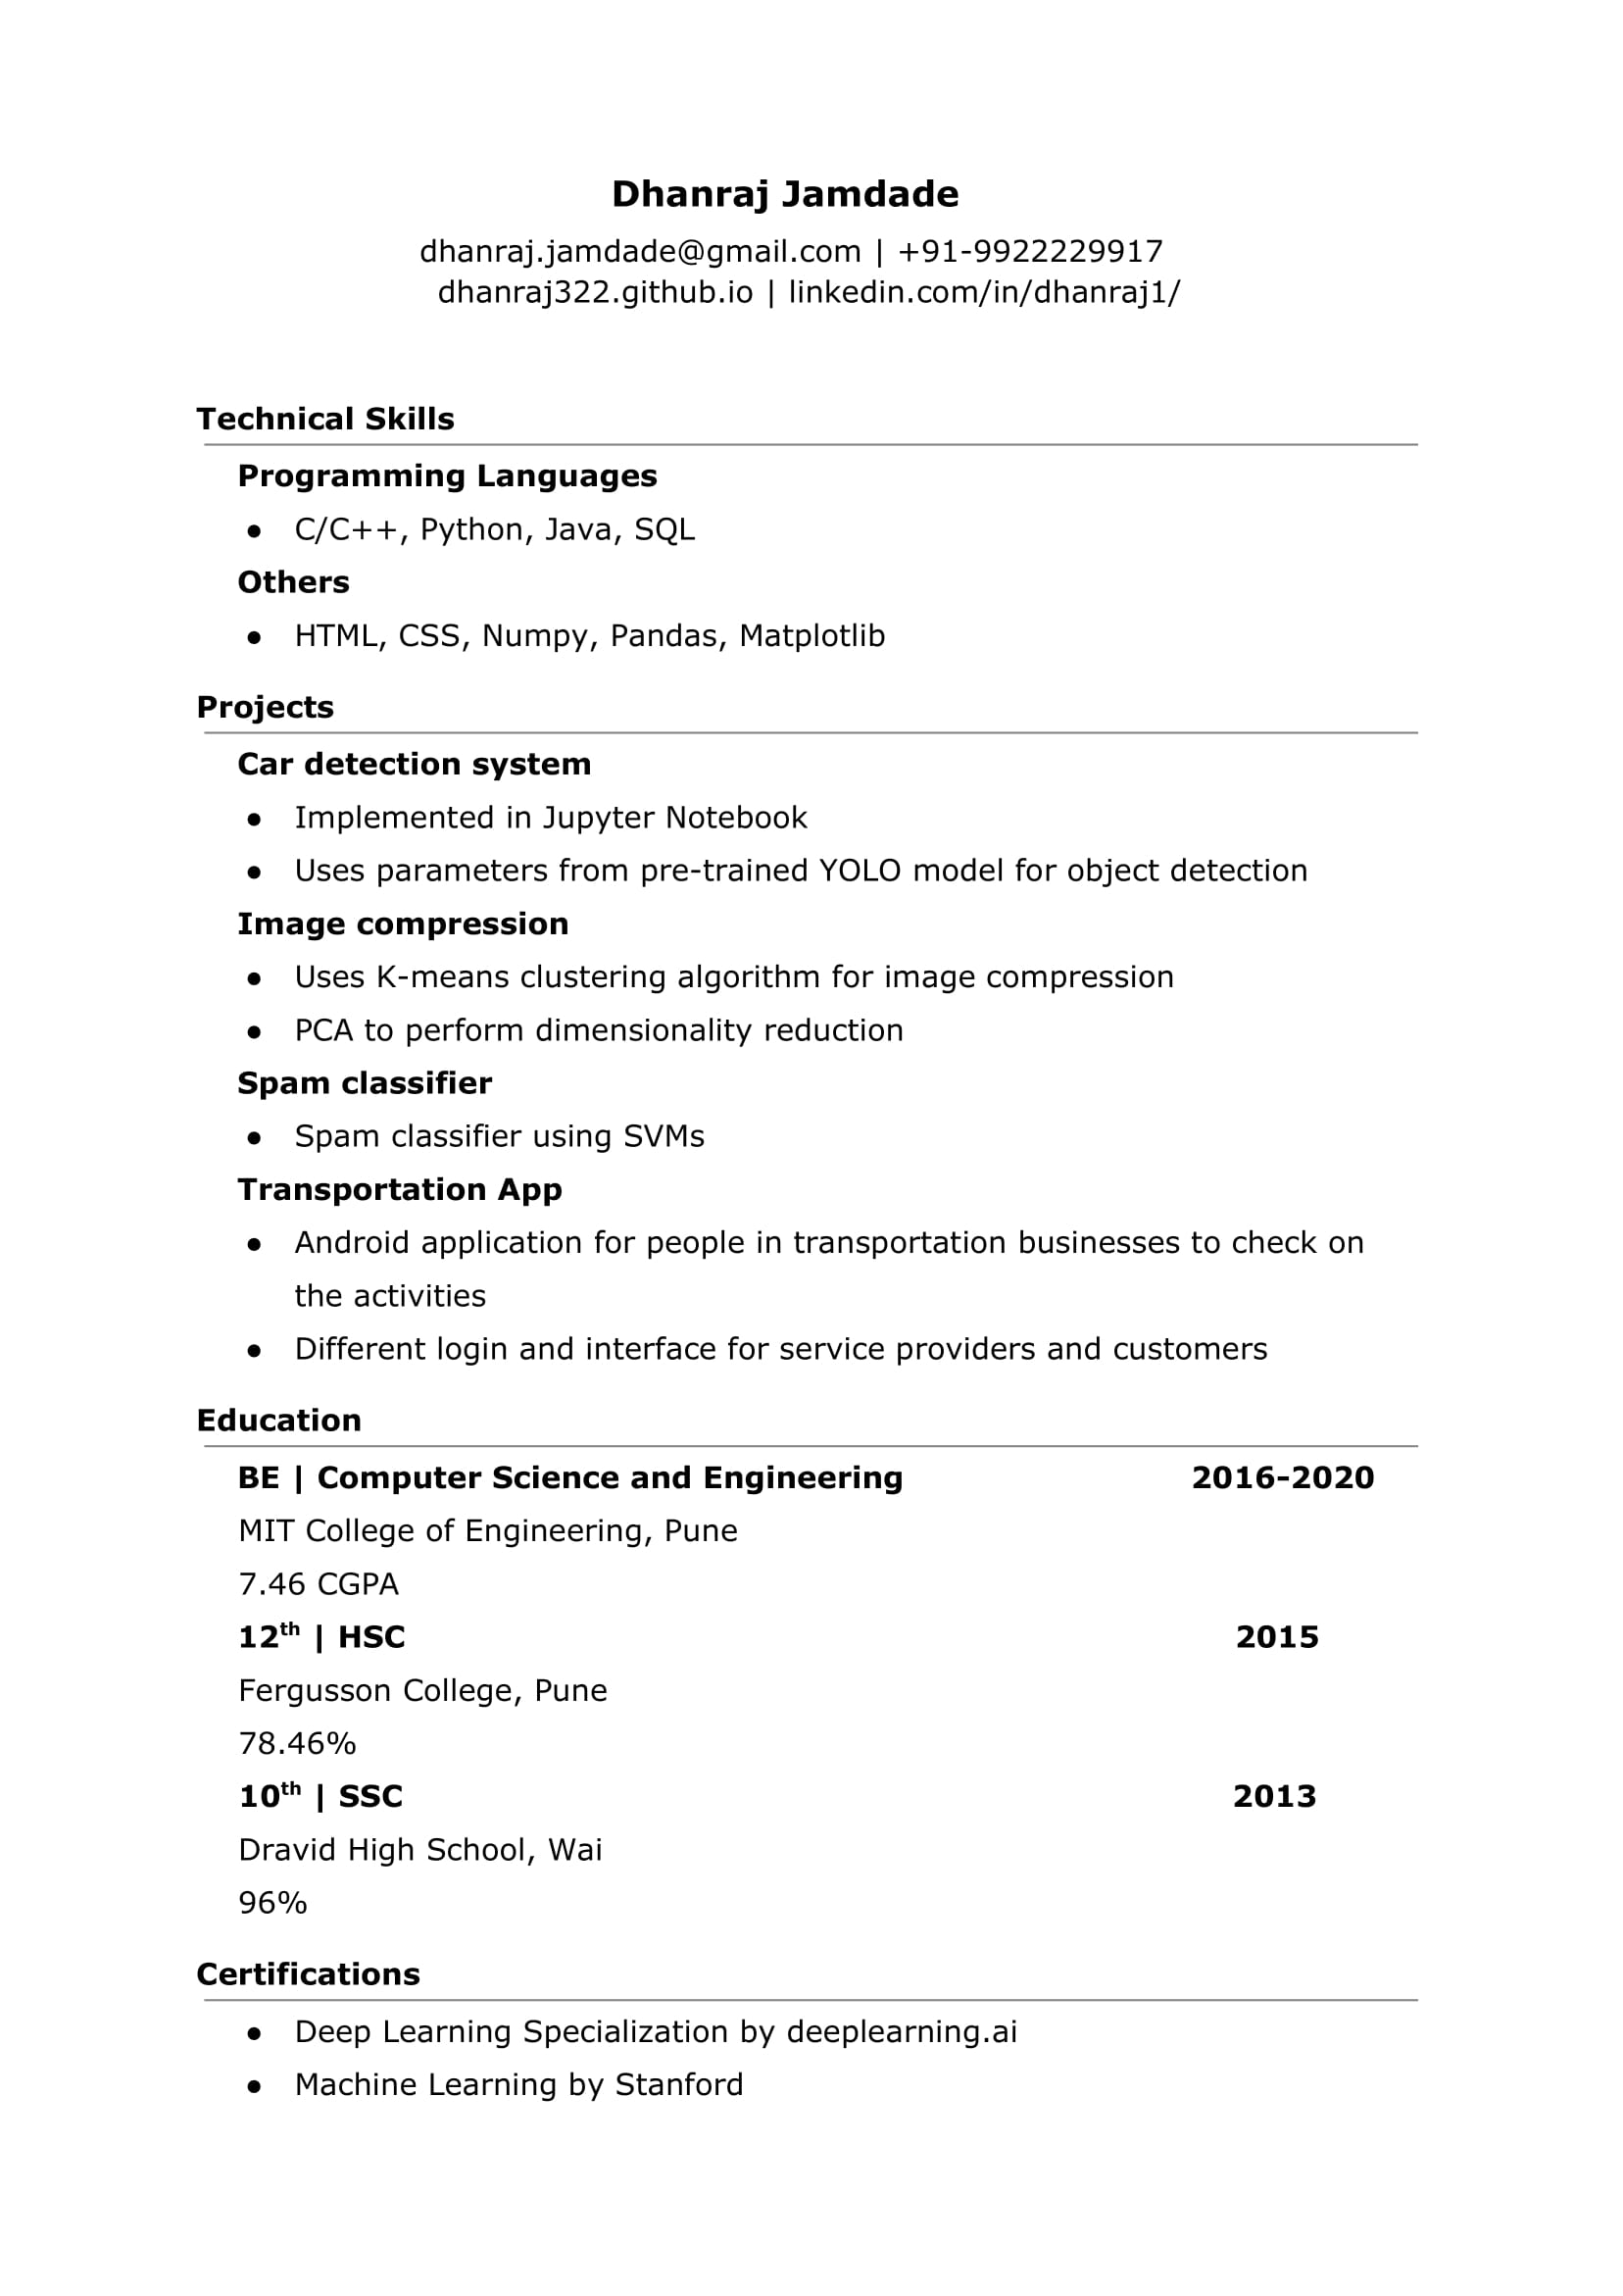 Dhanraj Jamdade
dhanraj.jamdade@gmail.com | +91-9922229917
dhanraj322.github.io | linkedin.com/in/dhanraj1/
Technical Skills
Programming Languages
● C/C++, Python, Java, SQL
Others
● HTML, CSS, Numpy, Pandas, Matplotlib
Projects
Car detection system
● Implemented in Jupyter Notebook
● Uses parameters from pre-trained YOLO model for object detection
Image compression
● Uses K-means clustering algorithm for image compression
● PCA to perform dimensionality reduction
Spam classifier
● Spam classifier using SVMs
Transportation App
● Android application for people in transportation businesses to check on
the activities
● Different login and interface for service providers and customers
Education
BE | Computer Science and Engineering 2016-2020
MIT College of Engineering, Pune
7.46 CGPA
12th | HSC 2015
Fergusson College, Pune
78.46%
10th | SSC 2013
Dravid High School, Wai
96%
Certifications
● Deep Learning Specialization by deeplearning.ai
● Machine Learning by Stanford